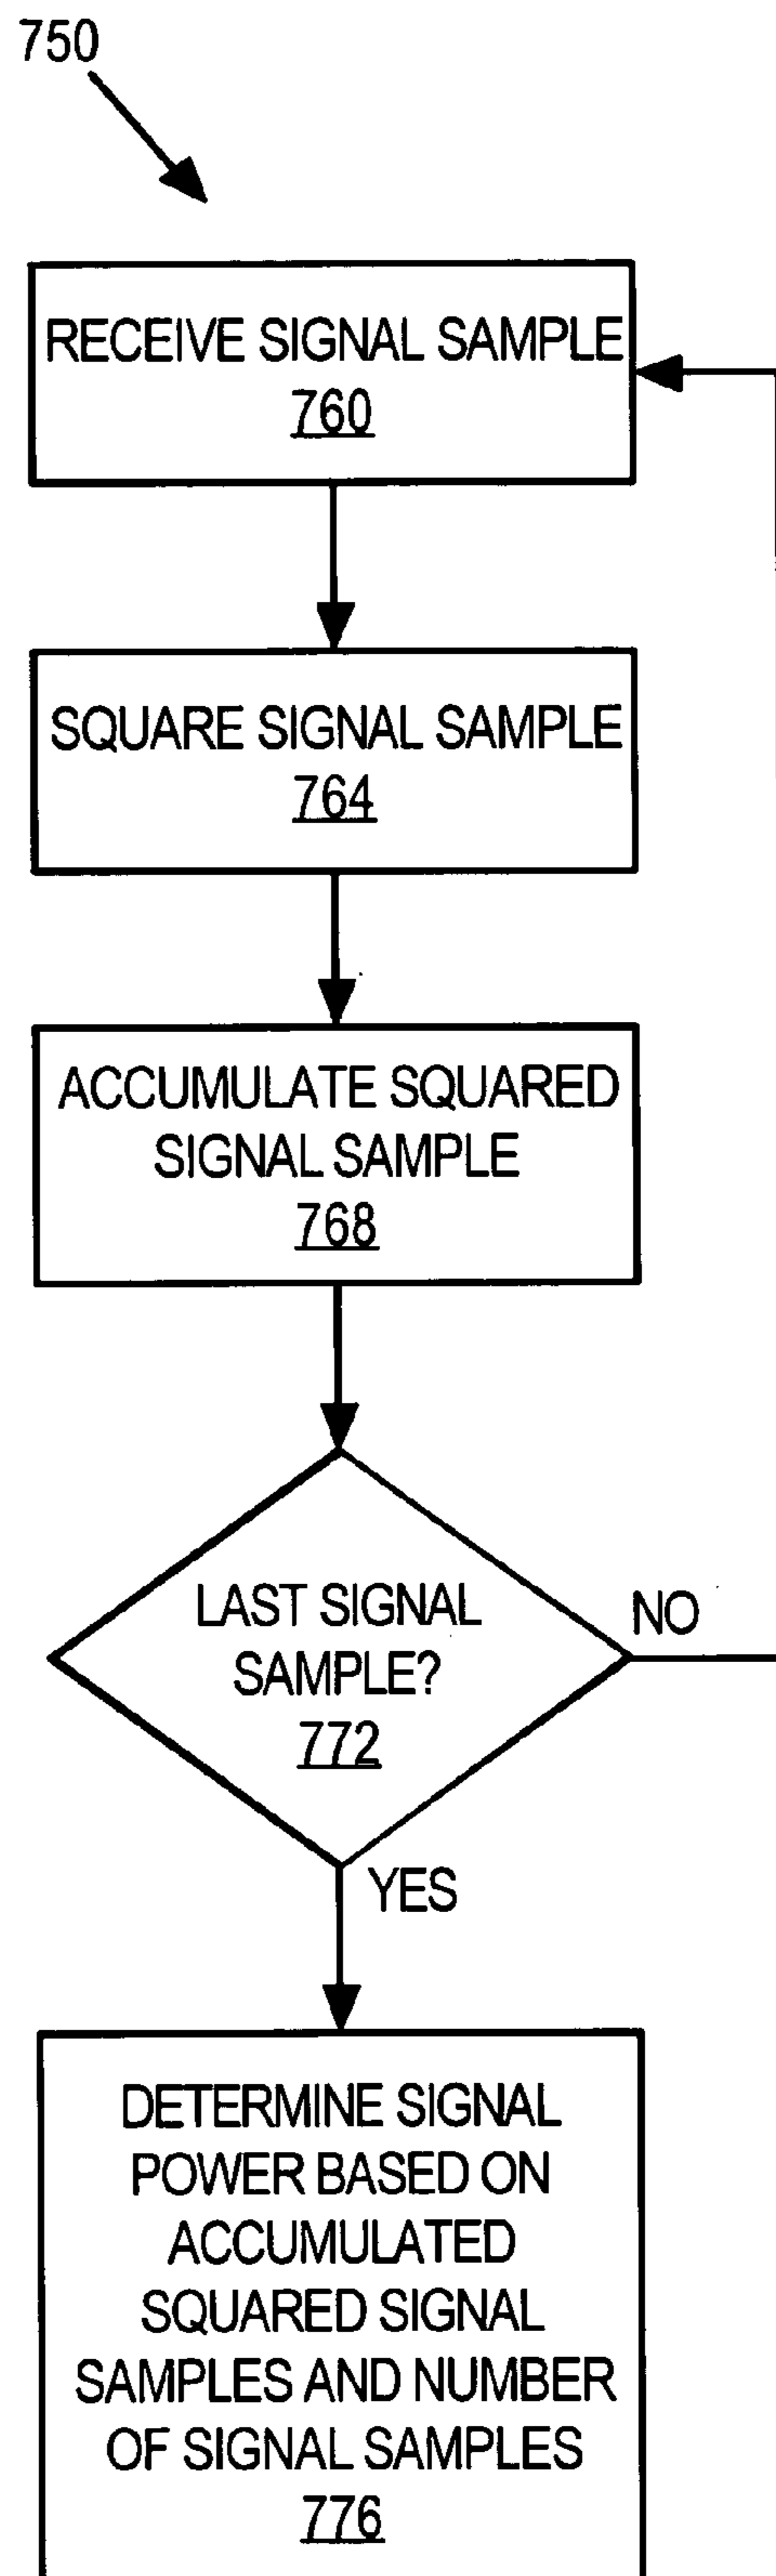 750
RECEIVE SIGNAL SAMPLE
760
SQUARE SIGNAL SAMPLE
764
ACCUMULATE SQUARED
SIGNAL SAMPLE
768
LAST SIGNAL
SAMPLE?
772
NO
YES
DETERMINE SIGNAL
POWER BASED ON
ACCUMULATED
SQUARED SIGNAL
SAMPLES AND NUMBER
OF SIGNAL SAMPLES
776